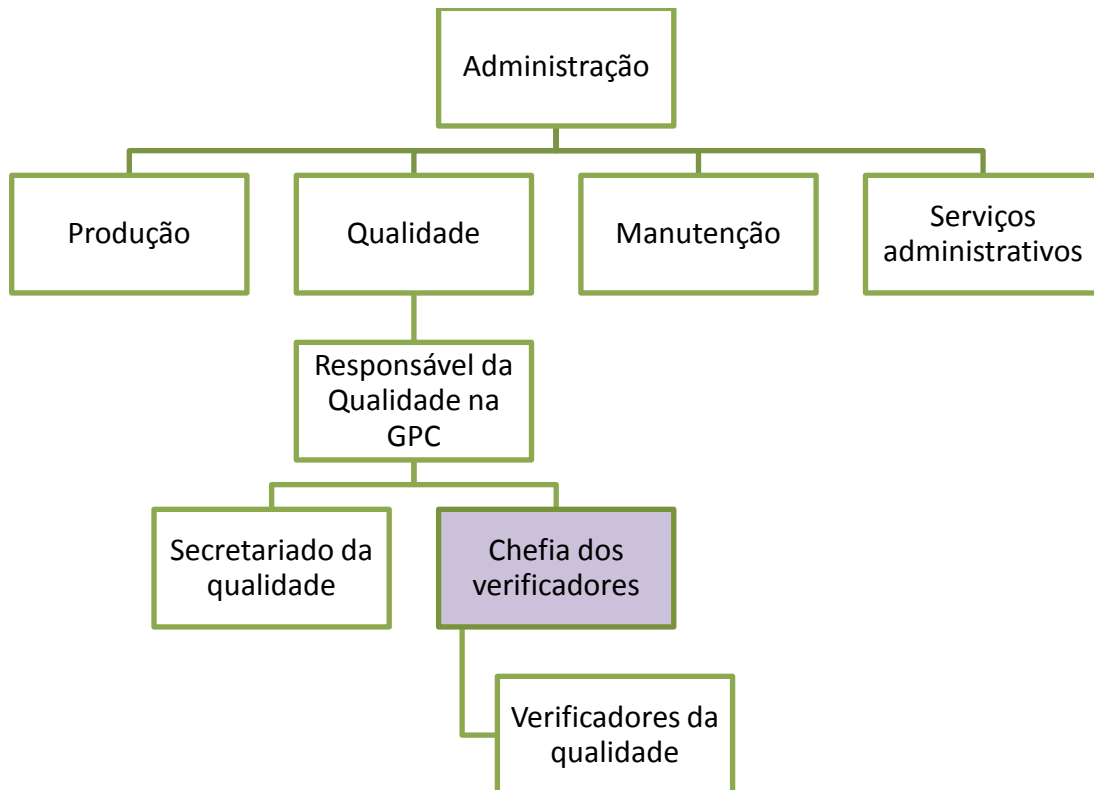 Administração
Produção
Qualidade
Manutenção
Serviços
administrativos
Responsável da
Qualidade na
GPC
Secretariado da
qualidade
Chefia dos
verificadores
Verificadores da
qualidade